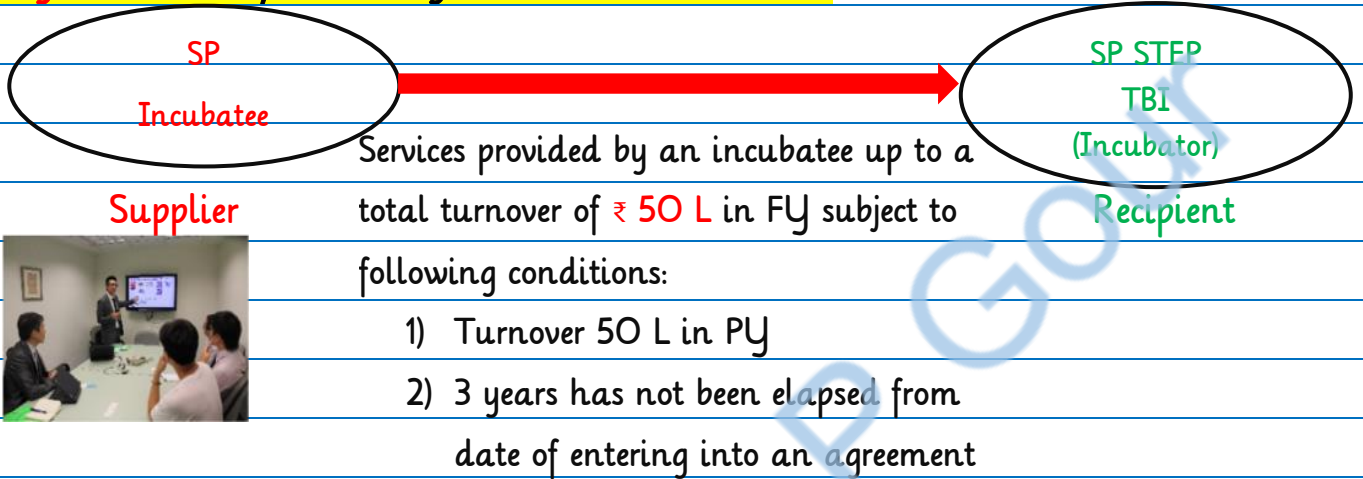 SP
Incubatee
SP STEP
TBI
(Incubator)
Services provided by an incubatee up to a
Supplier
total turnover of ₹ 50 L in FY subject to
Recipient
following conditions:
1) Turnover 50 L in PY
2) 3 years has not been elapsed from
date of entering into an agreement
P Gour